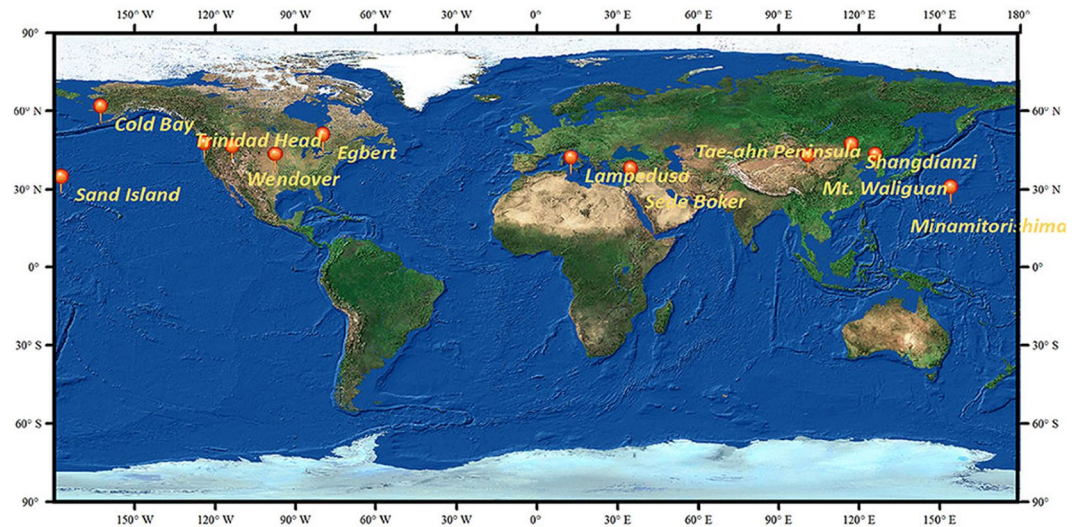 150° W 120° W 90° W 60° W 30° W 0° 30° E 60° E 90° E 120° E 150° E 180°
90° 90°
60° N 60° N
Cold Bay
Trinidad Head
Egbert
Tae-ahn Peninsula
Shangdianzi
Wendover
Lampedusa
Mt. Waliguan
30° N 30° N
Sand Island
Sede Boker
Minamitorishima
0° 0°
30° S 30° S
60° S 60° S
90° 90°
150° W 120° W 90° W 60° W 30° W 0° 30° E 60° E 90° E 120° E 150° E